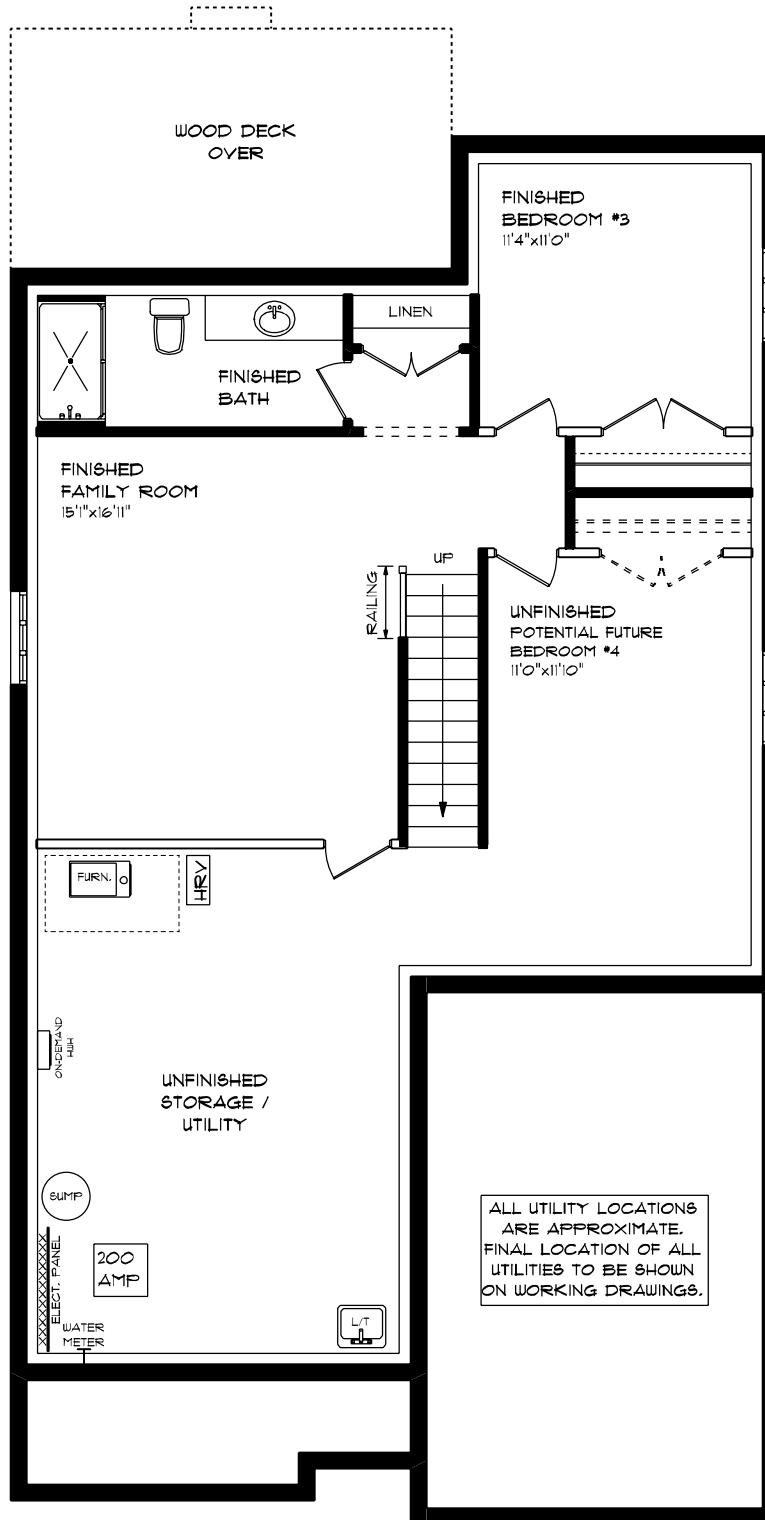 WOOD DECK
OVER
FINISHED
BEDROOM #3
11'4"x11'0"
LINEN
FINISHED
BATH
FINISHED
FAMILY ROOM
15'1"x16'11"
UP
RAILING
UNFINISHED
POTENTIAL FUTURE
BEDROOM #4
11'0"x11'10"
FURN.
HRV
ON-DEMAND
HWH
UNFINISHED
STORAGE /
UTILITY
SUMP
ELECT. PANEL
200
AMP
WATER
METER
L/T
ALL UTILITY LOCATIONS
ARE APPROXIMATE.
FINAL LOCATION OF ALL
UTILITIES TO BE SHOWN
ON WORKING DRAWINGS.